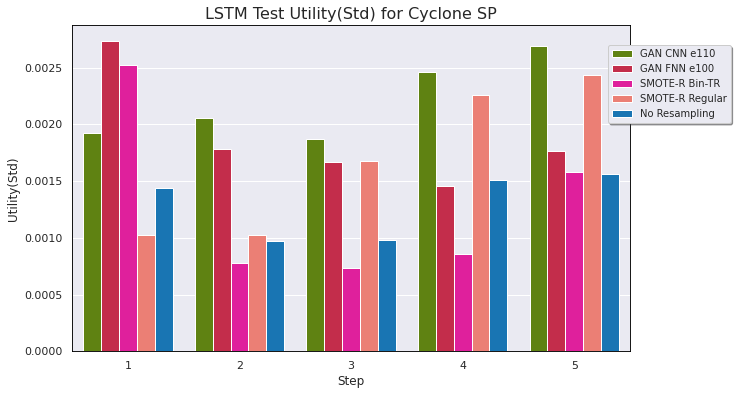 LSTM Test Utility(Std) for Cyclone SP
GAN CNN e110
GAN FNN e100
SMOTE-R Bin-TR
SMOTE-R Regular
No Resampling
Utility(Std)
0.0025
0.0020
0.0015
0.0010
0.0005
0.0000
1 2 3 4 5
Step